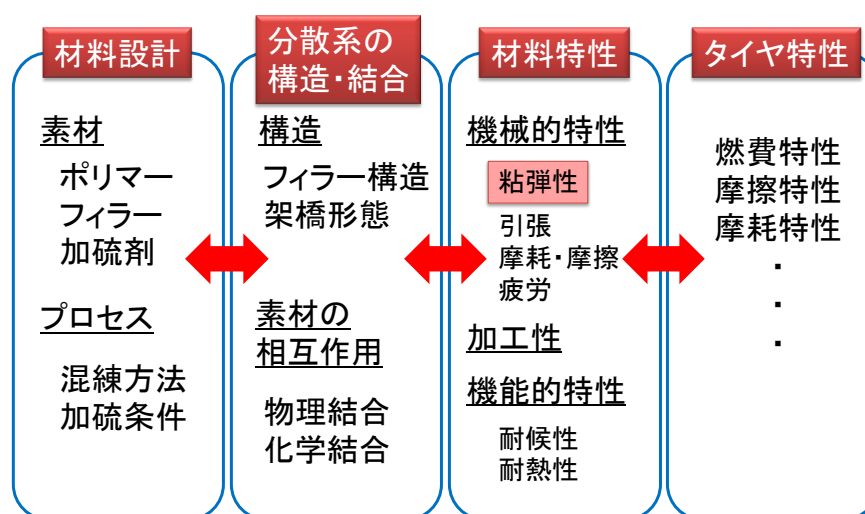 材料設計
素材
ポリマー
フィラー
加硫剤
プロセス
混練方法
加硫条件
分散系の
構造・結合
構造
フィラー構造
架橋形態
素材の
相互作用
物理結合
化学結合
材料特性
機械的特性
粘弾性
引張
摩耗・摩擦
疲労
加工性
機能的特性
耐候性
耐熱性
タイヤ特性
燃費特性
摩擦特性
摩耗特性
・
・
・